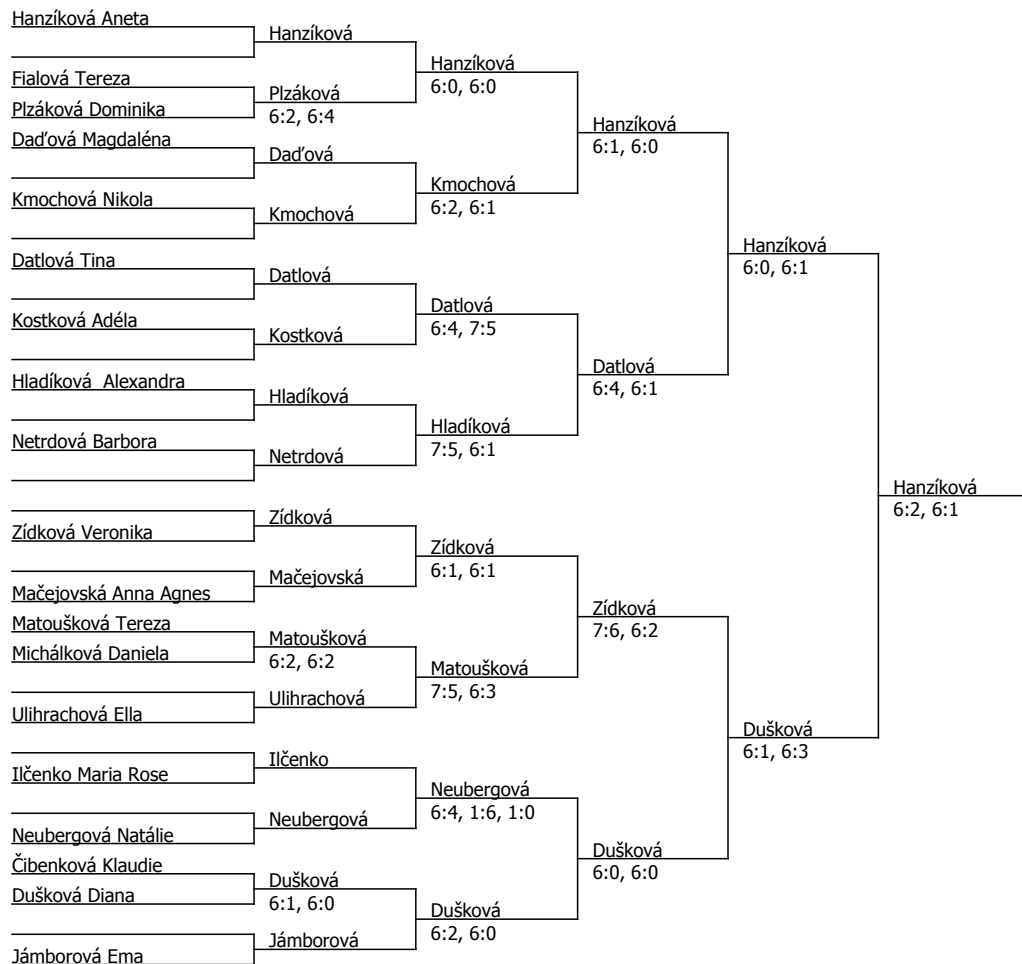 Hanzíková Aneta
Hanzíková
Hanzíková
6:0, 6:0
Fialová Tereza
Plzáková
6:2, 6:4
Plzáková Dominika
Hanzíková
6:1, 6:0
Daďová Magdaléna
Daďová
Kmochová
6:2, 6:1
Kmochová Nikola
Kmochová
Hanzíková
6:0, 6:1
Datlová Tina
Datlová
Datlová
6:4, 7:5
Kostková Adéla
Kostková
Datlová
6:4, 6:1
Hladíková  Alexandra
Hladíková
Hladíková
7:5, 6:1
Netrdová Barbora
Netrdová
Hanzíková
6:2, 6:1
Zídková
Zídková Veronika
Zídková
6:1, 6:1
Mačejovská
Mačejovská Anna Agnes
Zídková
7:6, 6:2
Matoušková Tereza
Matoušková
6:2, 6:2
Michálková Daniela
Matoušková
7:5, 6:3
Ulihrachová
Ulihrachová Ella
Dušková
6:1, 6:3
Ilčenko
Ilčenko Maria Rose
Neubergová
6:4, 1:6, 1:0
Neubergová
Neubergová Natálie
Dušková
6:0, 6:0
Čibenková Klaudie
Dušková
6:1, 6:0
Dušková Diana
Dušková
6:2, 6:0
Jámborová
Jámborová Ema